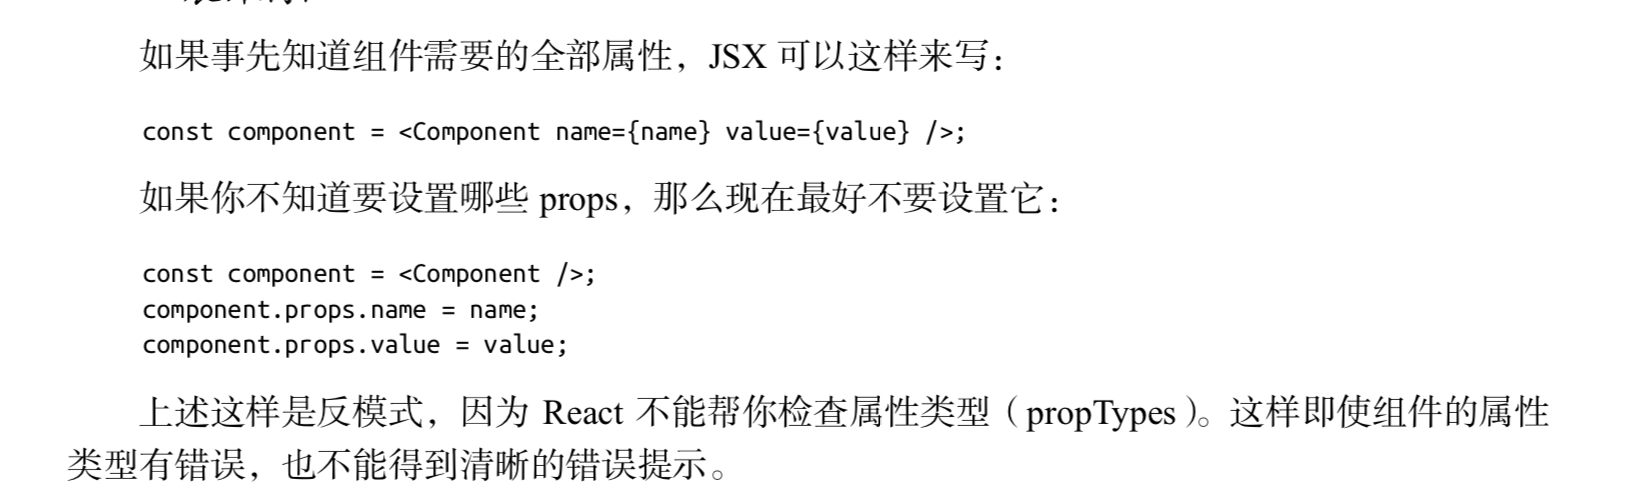 如果事先知道组件需要的全部属性，JSX 可以这样来写：
const component = <Component name={name} value={value} />;
如果你不知道要设置哪些 props，那么现在最好不要设置它：
const component = <Component />;
component.props.name = name;
component.props.value = value;
上述这样是反模式，因为 React 不能帮你检查属性类型（propTypes）。这样即使组件的属性
类型有错误，也不能得到清晰的错误提示。